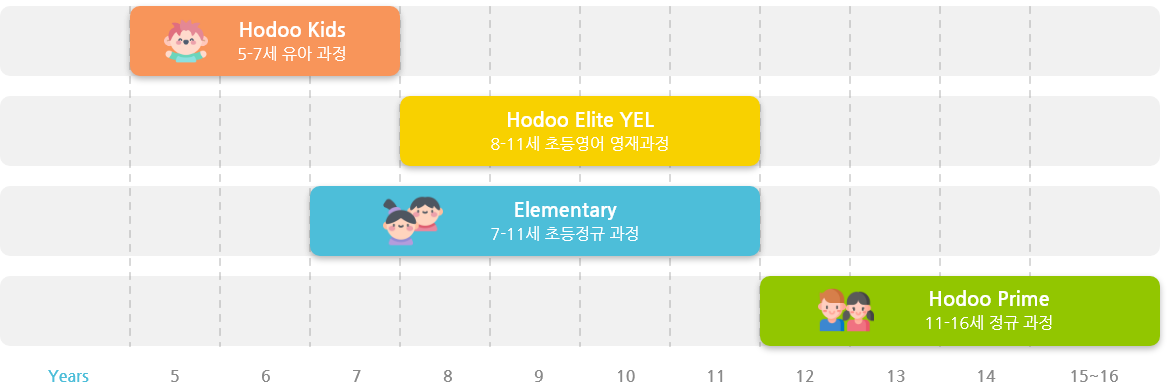 Hodoo Kids
5-7세 유아 과정
Hodoo Elite YEL
8-11세 초등영어 영재과정
Elementary
7-11세 초등정규 과정
Hodoo Prime
11-16세 정규 과정
Years 5 6 7 8 9 10 11 12 13 14 15~16